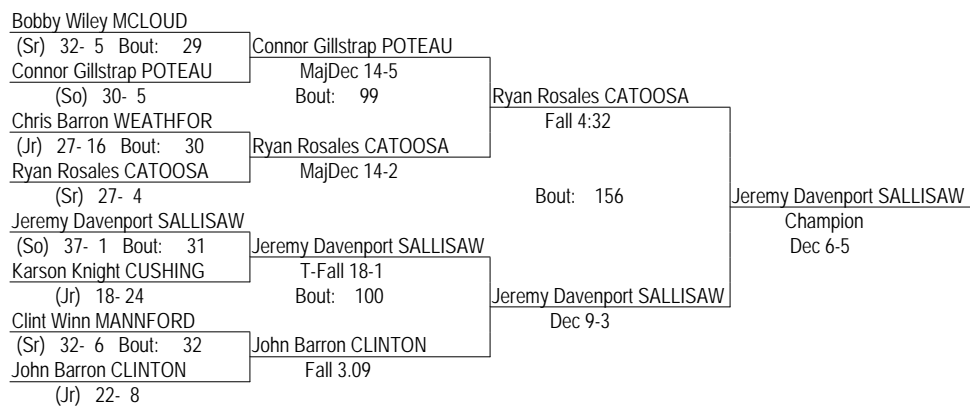 Bobby Wiley MCLOUD
(Sr) 32- 5 Bout: 29
Connor Gillstrap POTEAU
Connor Gillstrap POTEAU
MajDec 14-5
(So) 30- 5
Bout: 99
Ryan Rosales CATOOSA
Chris Barron WEATHFOR
Fall 4:32
(Jr) 27- 16 Bout: 30
Ryan Rosales CATOOSA
Ryan Rosales CATOOSA
MajDec 14-2
(Sr) 27- 4
Bout: 156
Jeremy Davenport SALLISAW
Jeremy Davenport SALLISAW
Champion
(So) 37- 1 Bout: 31
Jeremy Davenport SALLISAW
Dec 6-5
Karson Knight CUSHING
T-Fall 18-1
(Jr) 18- 24
Bout: 100
Jeremy Davenport SALLISAW
Clint Winn MANNFORD
Dec 9-3
(Sr) 32- 6 Bout: 32
John Barron CLINTON
John Barron CLINTON
Fall 3.09
(Jr) 22- 8